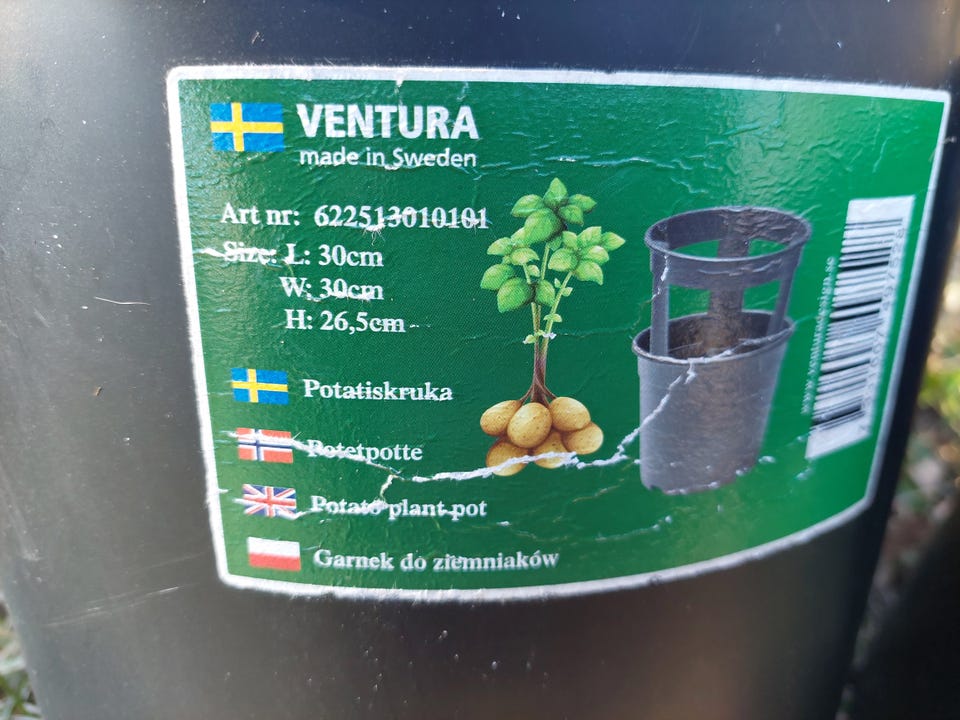 VENTURA
made in Sweden
Art nr: 622513010101
Size: L: 30cm
W: 30cm
H: 26,5cm
Potatiskruka
Potetpotte
Potato plant pot
Garnek do ziemniaków